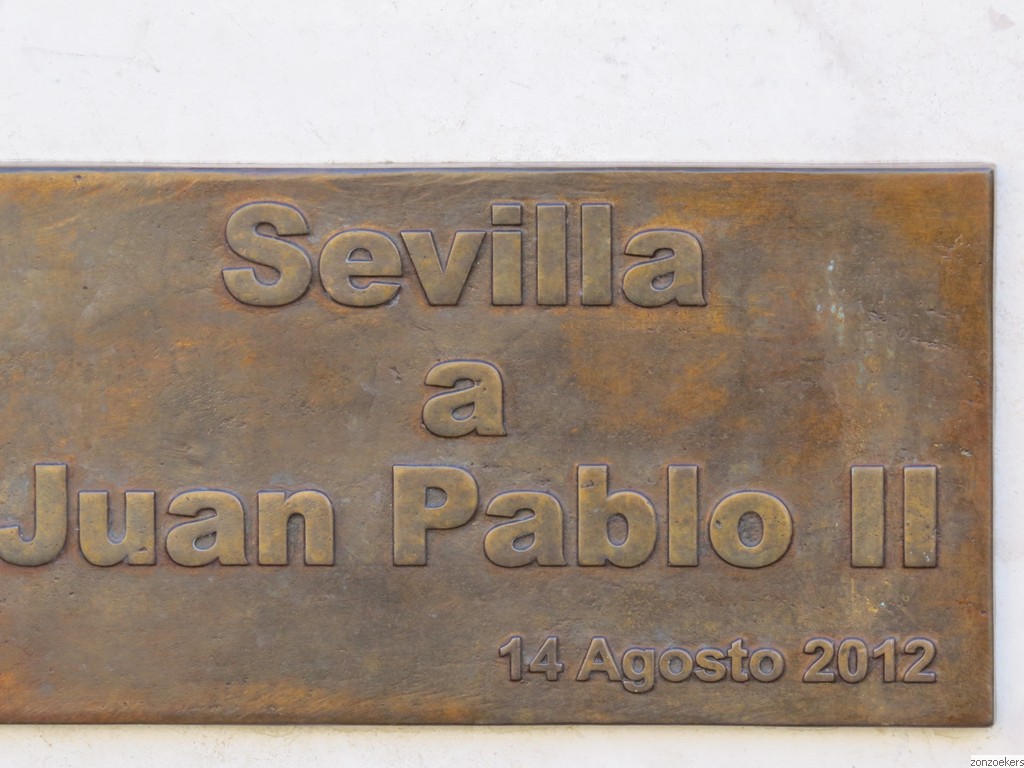 Sevilla
a
Juan Pablo II
14 Agosto 2012
zonzoekers